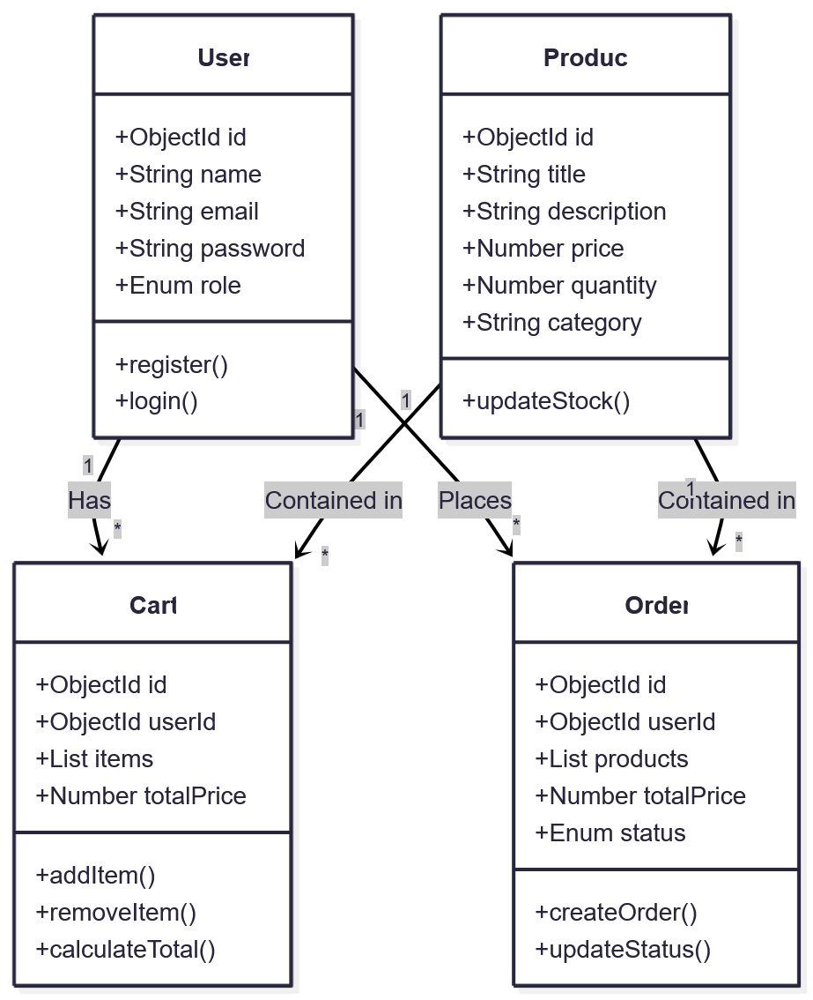 User
+ObjectId id
+String name
+String email
+String password
+Enum role
+register()
+login()
Produc
+ObjectId id
+String title
+String description
+Number price
+Number quantity
+String category
+updateStock()
1
1
1
1
Has
Contained in
Places
Contained in
*
*
*
*
Cart
+ObjectId id
+ObjectId userId
+List items
+Number totalPrice
+addItem()
+removeItem()
+calculateTotal()
Order
+ObjectId id
+ObjectId userId
+List products
+Number totalPrice
+Enum status
+createOrder()
+updateStatus()